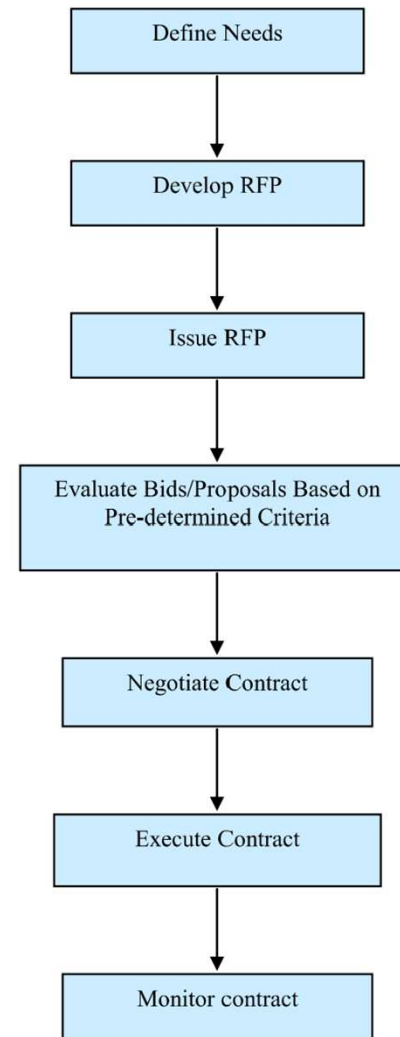 Define Needs
Develop RFP
Issue RFP
Evaluate Bids/Proposals Based on
Pre-determined Criteria
Negotiate Contract
Execute Contract
Monitor contract